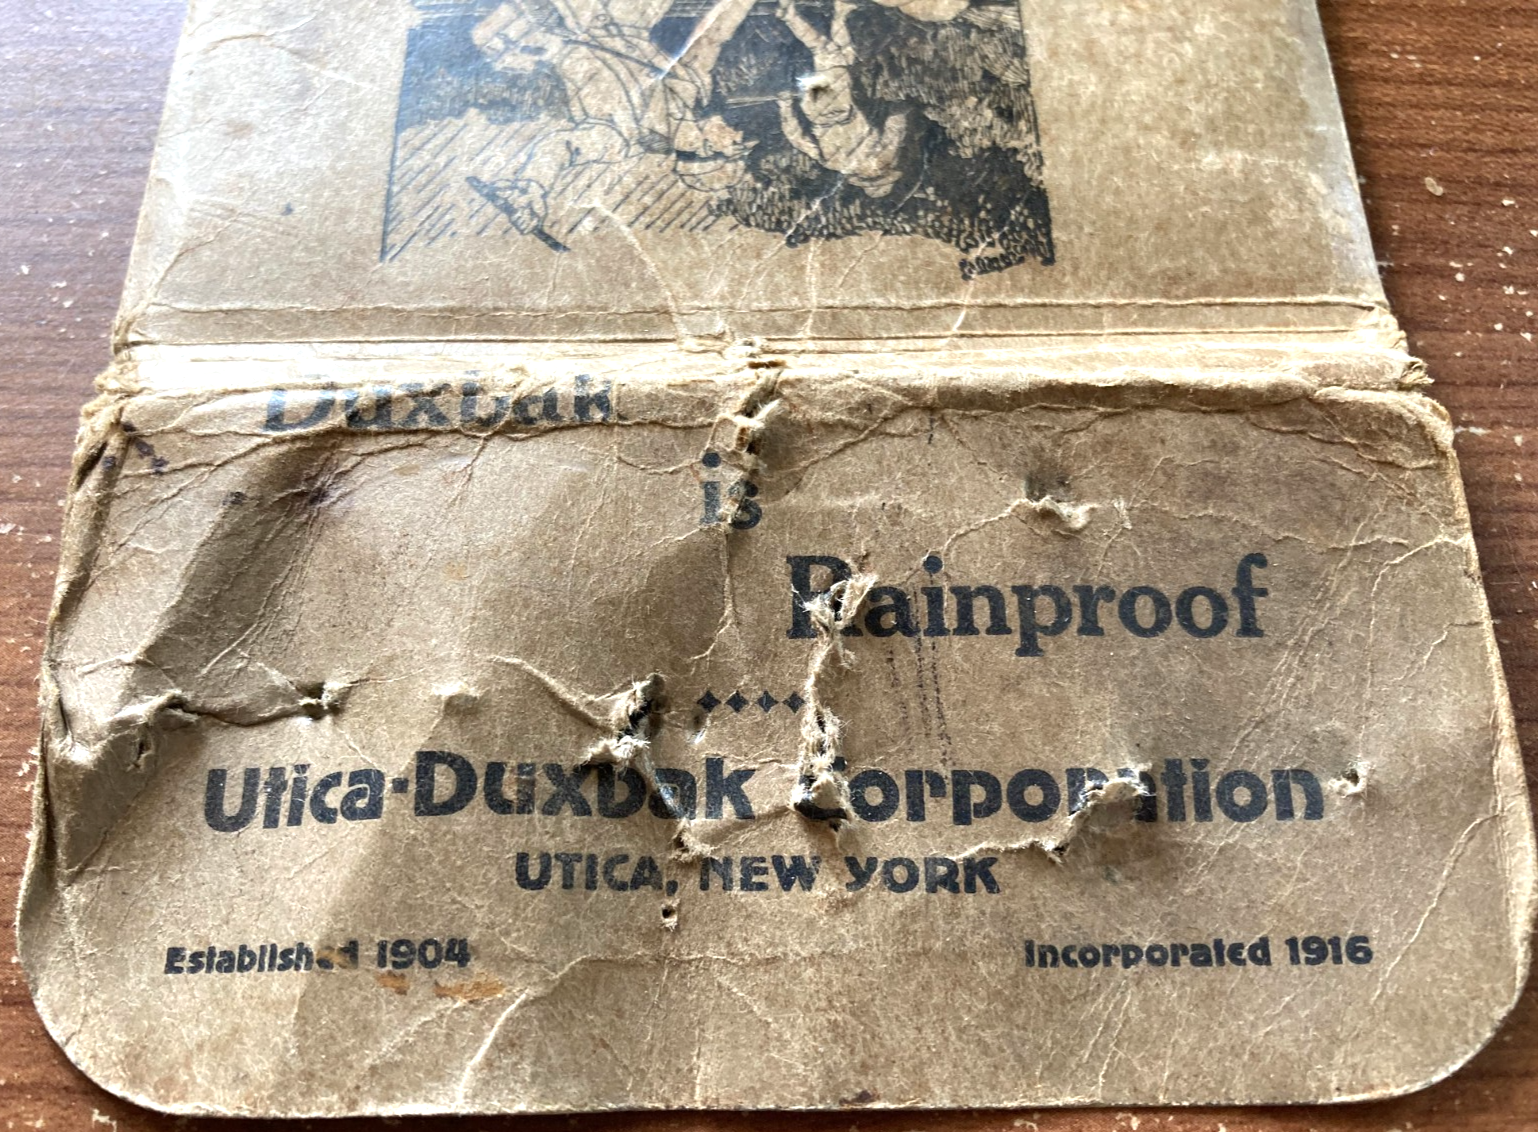 Duxbak
is
Rainproof
Utica-Duxbak Corporation
UTICA, NEW YORK
Established 1904
Incorporated 1916